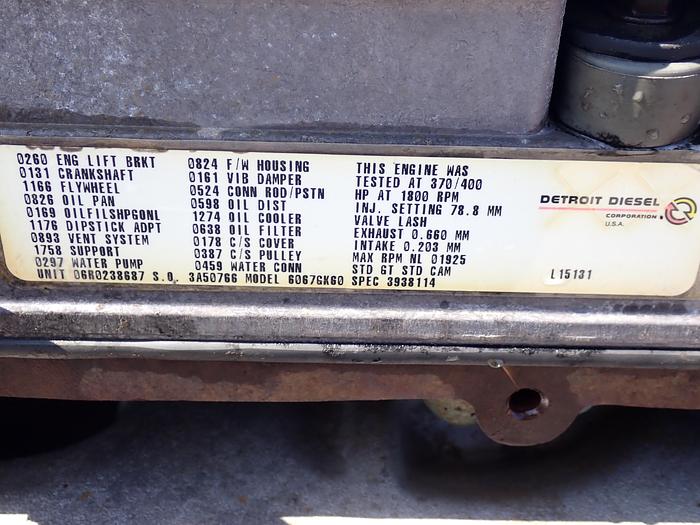 0260 ENG LIFT BRKT
0131 CRANKSHAFT
1166 FLYWHEEL
0826 OIL PAN
0169 OILFILSHPGONL
1176 DIPSTICK ADPT
0893 VENT SYSTEM
1758 SUPPORT
0297 WATER PUMP
0824 F/W HOUSING
0161 VIB DAMPER
0524 CONN ROD/PSTN
0598 OIL DIST
1274 OIL COOLER
0638 OIL FILTER
0178 C/S COVER
0387 C/S PULLEY
0459 WATER CONN
THIS ENGINE WAS
TESTED AT 370/400
HP AT 1800 RPM
INJ. SETTING 78.8 MM
VALVE LASH
EXHAUST 0.660 MM
INTAKE 0.203 MM
MAX RPM NL 01925
STD GT STD CAM
UNIT 06R0238687 S.O. 3A50766 MODEL 6067GK60 SPEC 3938114
DETROIT DIESEL
CORPORATION
U.S.A.
L15131